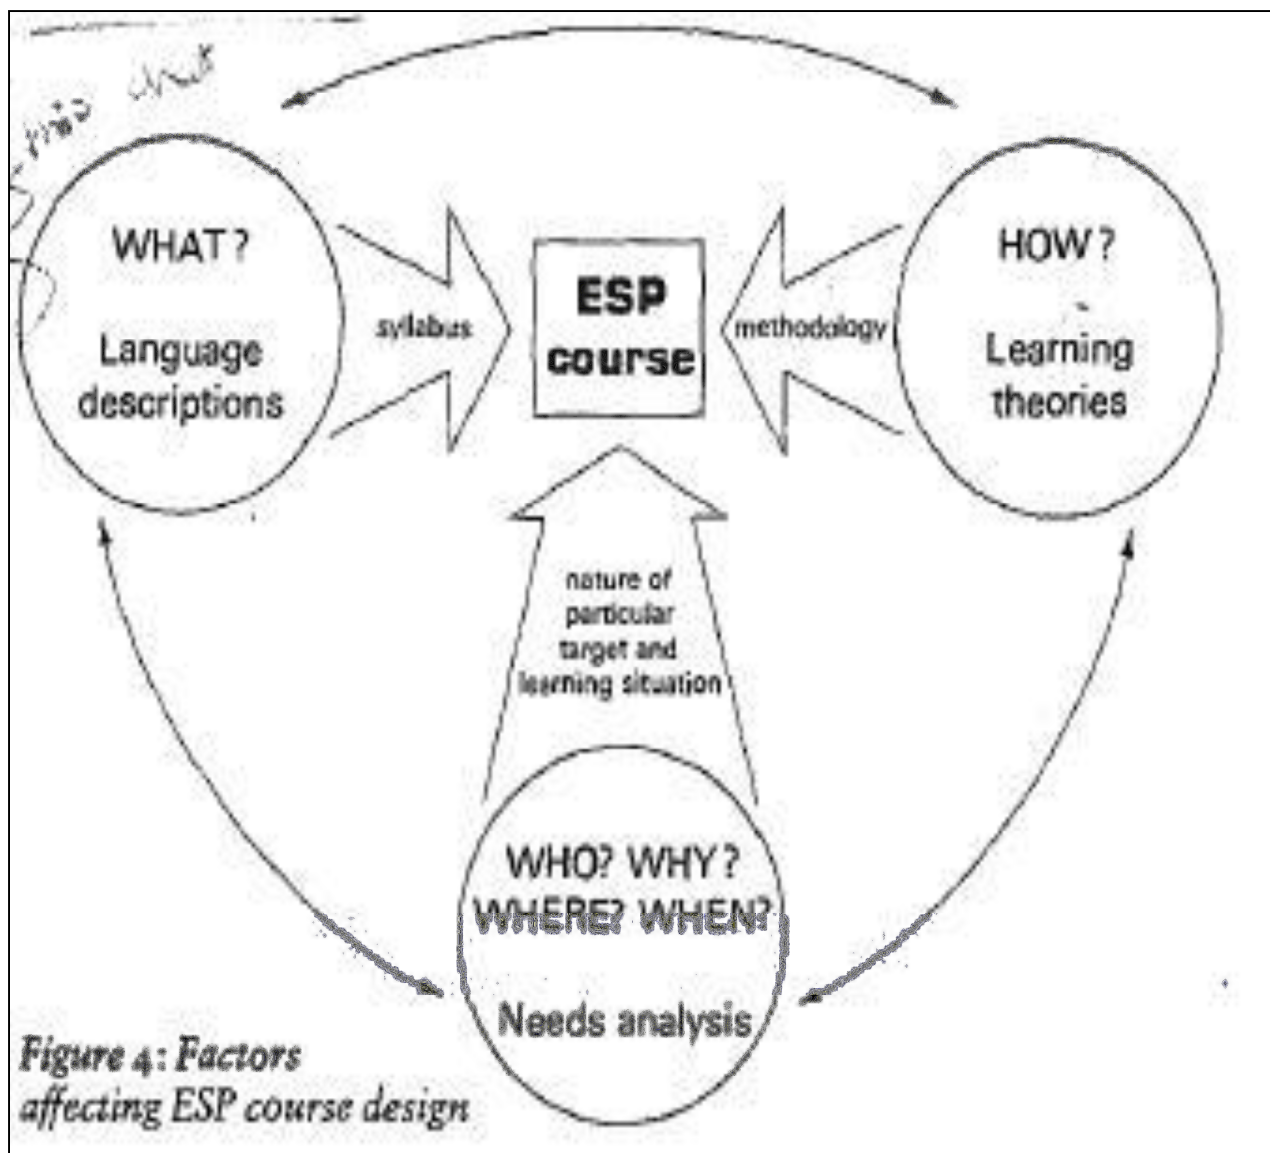 WHAT?
Language
descriptions
syllabus
ESP
course
methodology
HOW?
Learning
theories
nature of
particular
target and
learning situation
WHO? WHY?
WHERE? WHEN?
Needs analysis
Figure 4: Factors
affecting ESP course design